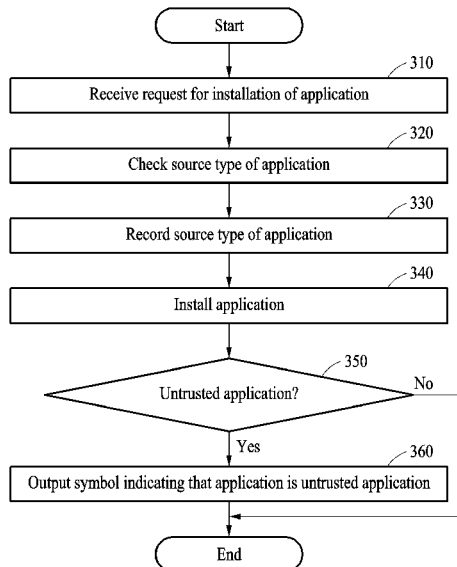 Start
310
Receive request for installation of application
320
Check source type of application
330
Record source type of application
340
Install application
350
Untrusted application?
No
Yes
360
Output symbol indicating that application is untrusted application
End